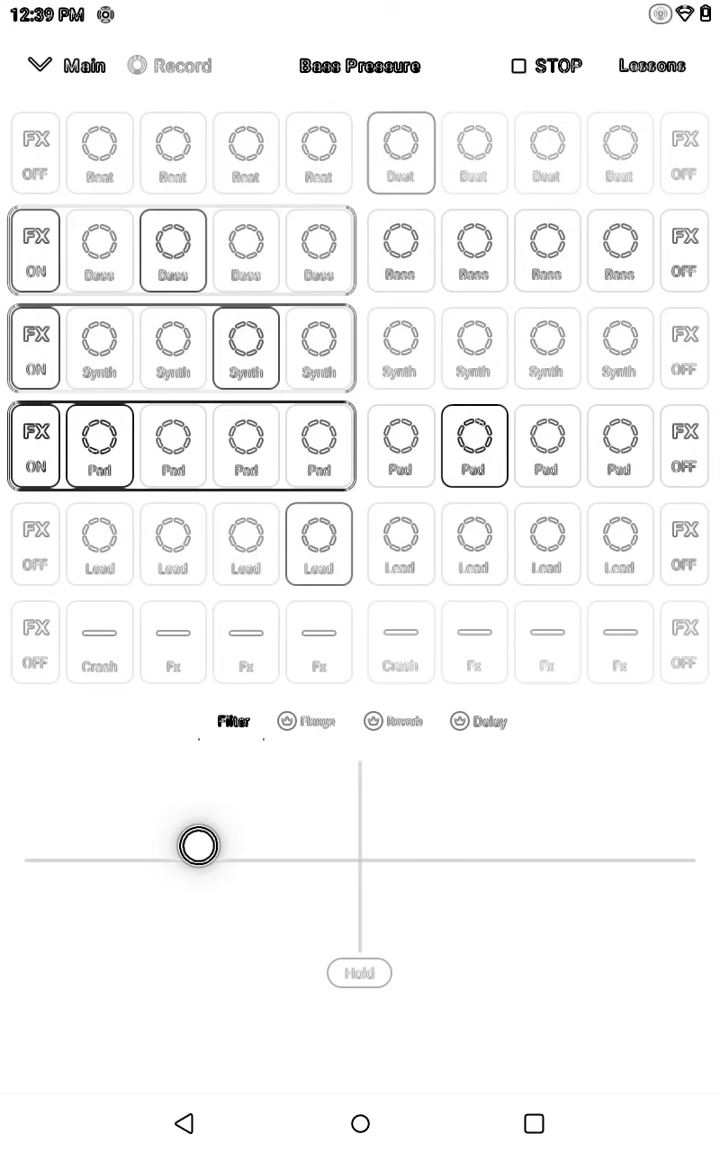 12:39 PM
Main Record Bass Pressure STOP Lessons
FX OFF Beat Beat Beat Beat Beat Beat Beat Beat FX OFF
FX ON Bass Bass Bass Bass Bass Bass Bass Bass FX OFF
FX ON Synth Synth Synth Synth Synth Synth Synth Synth FX OFF
FX ON Pad Pad Pad Pad Pad Pad Pad Pad FX OFF
FX OFF Lead Lead Lead Lead Lead Lead Lead Lead FX OFF
FX OFF Crash Fx Fx Fx Crash Fx Fx Fx FX OFF
Filter Flange Reverb Delay
Hold